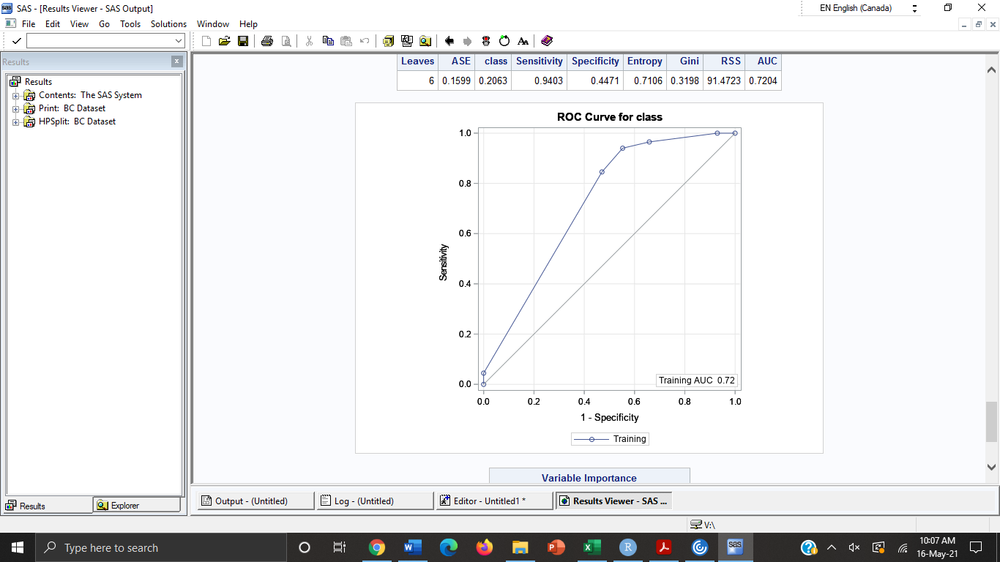 SAS - [Results Viewer - SAS Output]
EN English (Canada)
File Edit View Go Tools Solutions Window Help
Results
Results
Contents: The SAS System
Print: BC Dataset
HPSplit: BC Dataset
Leaves ASE class Sensitivity Specificity Entropy Gini RSS AUC
6 0.1599 0.2063 0.9403 0.4471 0.7106 0.3198 91.4723 0.7204
ROC Curve for class
1.0
0.8
0.6
0.4
0.2
0.0
Sensitivity
Training AUC 0.72
0.0 0.2 0.4 0.6 0.8 1.0
1 - Specificity
Training
Variable Importance
Results Explorer
Output - (Untitled) Log - (Untitled) Editor - Untitled1 * Results Viewer - SAS ...
V:\
Type here to search
10:07 AM
16-May-21